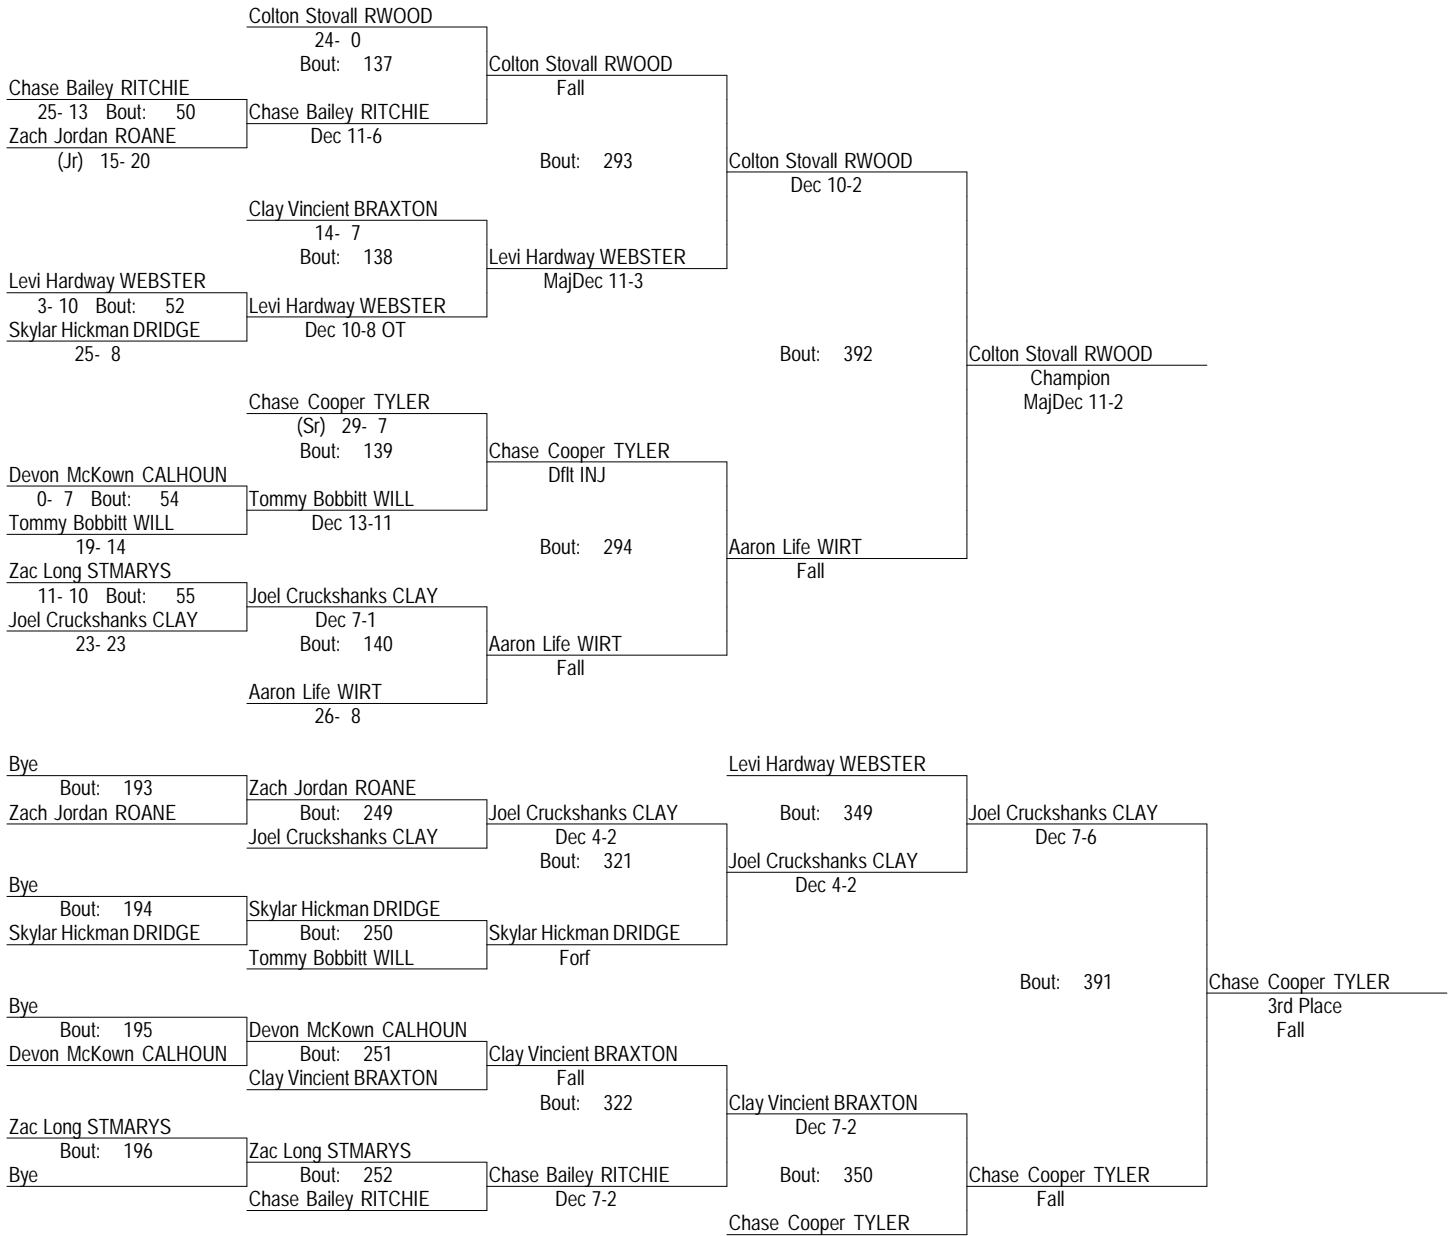 Colton Stovall RWOOD
24- 0
Bout: 137
Colton Stovall RWOOD
Fall
Chase Bailey RITCHIE
25- 13 Bout: 50
Chase Bailey RITCHIE
Zach Jordan ROANE
Dec 11-6
(Jr) 15- 20
Bout: 293
Colton Stovall RWOOD
Dec 10-2
Clay Vincient BRAXTON
14- 7
Bout: 138
Levi Hardway WEBSTER
MajDec 11-3
Levi Hardway WEBSTER
3- 10 Bout: 52
Levi Hardway WEBSTER
Skylar Hickman DRIDGE
Dec 10-8 OT
25- 8
Bout: 392
Colton Stovall RWOOD
Champion
MajDec 11-2
Chase Cooper TYLER
(Sr) 29- 7
Bout: 139
Chase Cooper TYLER
Dflt INJ
Devon McKown CALHOUN
0- 7 Bout: 54
Tommy Bobbitt WILL
Tommy Bobbitt WILL
Dec 13-11
19- 14
Bout: 294
Aaron Life WIRT
Fall
Zac Long STMARYS
11- 10 Bout: 55
Joel Cruckshanks CLAY
Joel Cruckshanks CLAY
Dec 7-1
23- 23
Bout: 140
Aaron Life WIRT
Fall
Aaron Life WIRT
26- 8
Bye
Bout: 193
Zach Jordan ROANE
Zach Jordan ROANE
Bout: 249
Joel Cruckshanks CLAY
Joel Cruckshanks CLAY
Dec 4-2
Bout: 321
Levi Hardway WEBSTER
Bout: 349
Joel Cruckshanks CLAY
Dec 4-2
Joel Cruckshanks CLAY
Dec 7-6
Bye
Bout: 194
Skylar Hickman DRIDGE
Skylar Hickman DRIDGE
Bout: 250
Tommy Bobbitt WILL
Skylar Hickman DRIDGE
Forf
Bout: 391
Chase Cooper TYLER
3rd Place
Fall
Bye
Bout: 195
Devon McKown CALHOUN
Devon McKown CALHOUN
Bout: 251
Clay Vincient BRAXTON
Clay Vincient BRAXTON
Fall
Bout: 322
Clay Vincient BRAXTON
Dec 7-2
Zac Long STMARYS
Bout: 196
Bye
Zac Long STMARYS
Bout: 252
Chase Bailey RITCHIE
Chase Bailey RITCHIE
Dec 7-2
Bout: 350
Chase Cooper TYLER
Chase Cooper TYLER
Fall